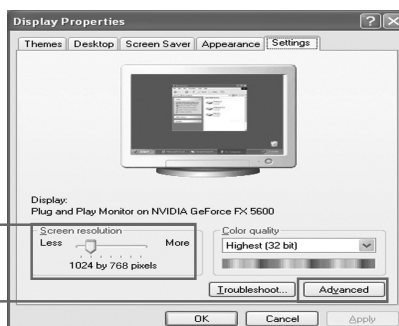 Display Properties
Themes Desktop Screen Saver Appearance Settings
Display:
Plug and Play Monitor on NVIDIA GeForce FX 5600
Screen resolution
Less More
1024 by 768 pixels
Color quality
Highest (32 bit)
Troubleshoot... Advanced
OK Cancel Apply